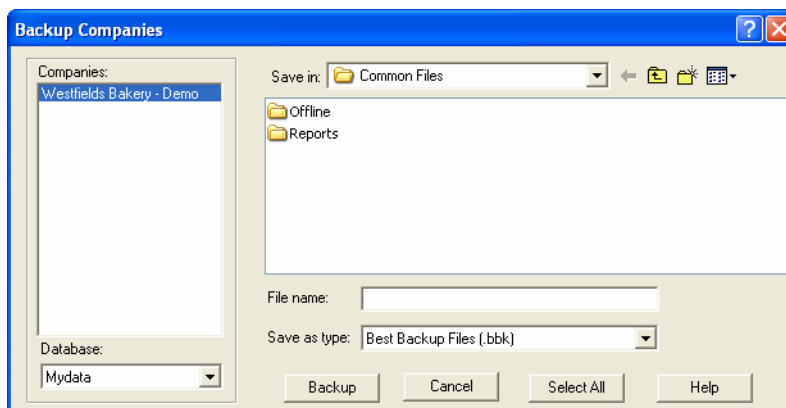 Backup Companies
Companies:
Westfields Bakery - Demo
Database:
Mydata
Save in: Common Files
Offline
Reports
File name:
Save as type: Best Backup Files (.bbk)
Backup Cancel Select All Help